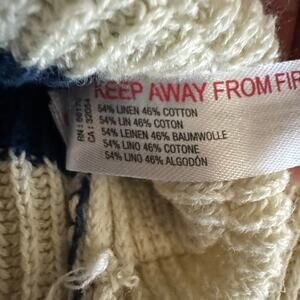 KEEP AWAY FROM FIR
54% LINEN 46% COTTON
54% LIN 46% COTON
54% LEINEN 46% BAUMWOLLE
54% LINO 46% COTONE
54% LINO 46% ALGODÓN